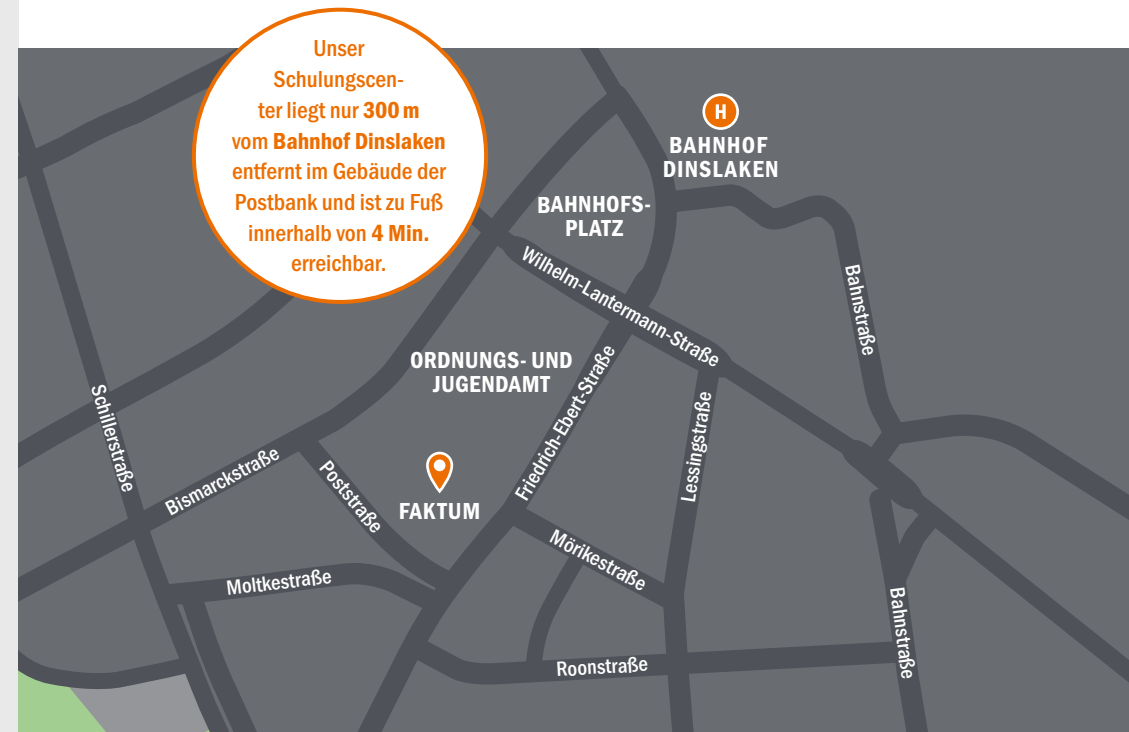 Unser
Schulungscen-
ter liegt nur 300 m
vom Bahnhof Dinslaken
entfernt im Gebäude der
Postbank und ist zu Fuß
innerhalb von 4 Min.
erreichbar.
H
BAHNHOF
DINSLAKEN
BAHNHOFS-
PLATZ
Wilhelm-Lantermann-Straße
Bahnstraße
ORDNUNGS- UND
JUGENDAMT
Friedrich-Ebert-Straße
Schillerstraße
Lessingstraße
Bismarckstraße
Poststraße
FAKTUM
Mörikestraße
Moltkestraße
Bahnstraße
Roonstraße